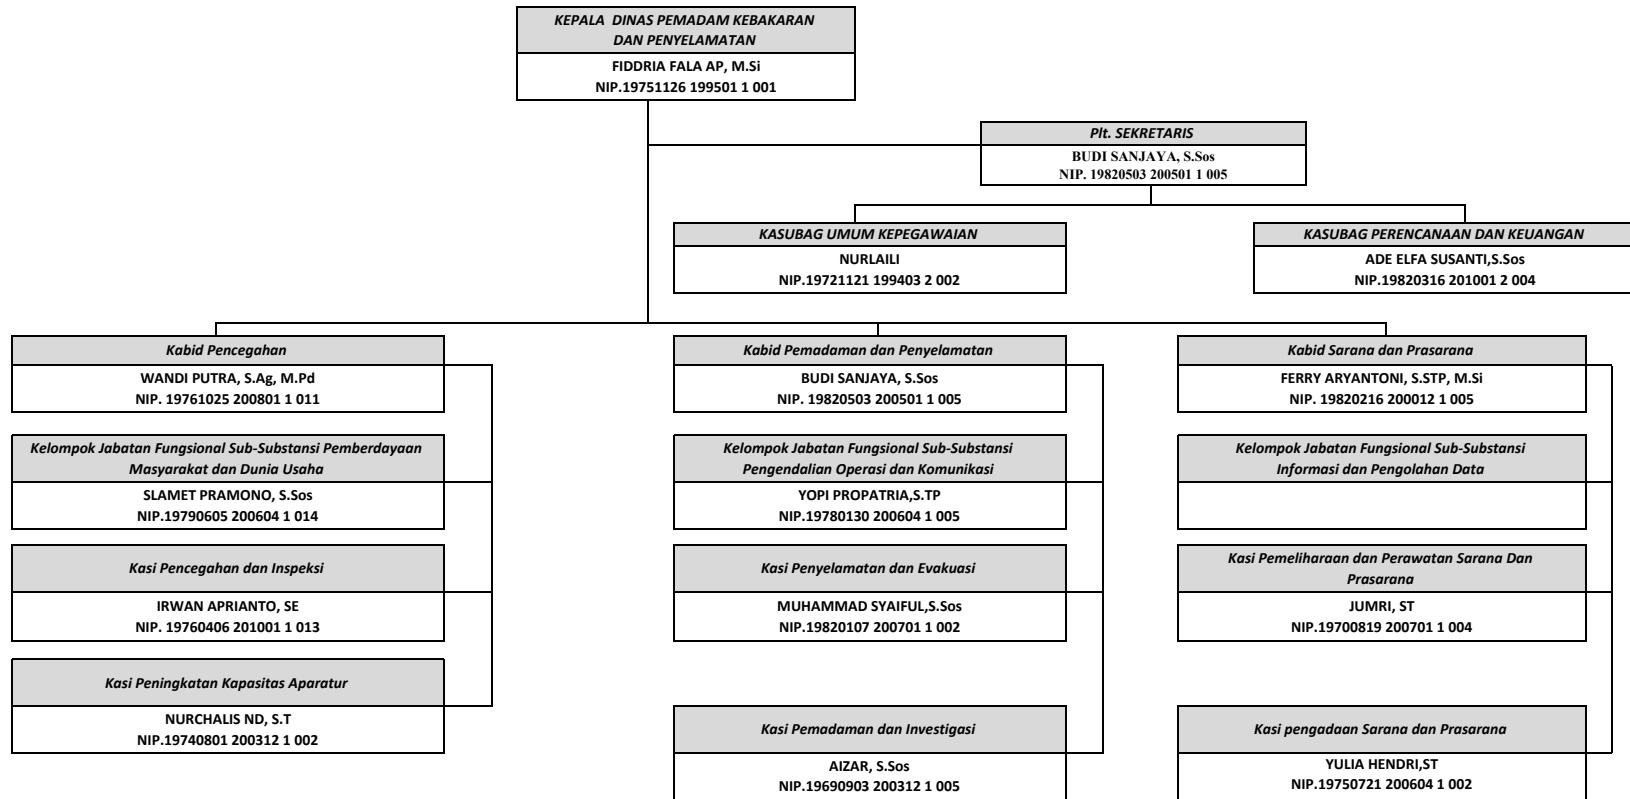 KEPALA DINAS PEMADAM KEBAKARAN
DAN PENYELAMATAN
FIDDRIA FALA AP, M.Si
NIP.19751126 199501 1 001
Plt. SEKRETARIS
BUDI SANJAYA, S.Sos
NIP. 19820503 200501 1 005
KASUBAG UMUM KEPEGAWAIAN
NURLAILI
NIP.19721121 199403 2 002
KASUBAG PERENCANAAN DAN KEUANGAN
ADE ELFA SUSANTI,S.Sos
NIP.19820316 201001 2 004
Kabid Pencegahan
WANDI PUTRA, S.Ag, M.Pd
NIP. 19761025 200801 1 011
Kelompok Jabatan Fungsional Sub-Substansi Pemberdayaan
Masyarakat dan Dunia Usaha
SLAMET PRAMONO, S.Sos
NIP.19790605 200604 1 014
Kasi Pencegahan dan Inspeksi
IRWAN APRIANTO, SE
NIP. 19760406 201001 1 013
Kasi Peningkatan Kapasitas Aparatur
NURCHALIS ND, S.T
NIP.19740801 200312 1 002
Kabid Pemadaman dan Penyelamatan
BUDI SANJAYA, S.Sos
NIP. 19820503 200501 1 005
Kelompok Jabatan Fungsional Sub-Substansi
Pengendalian Operasi dan Komunikasi
YOPI PROPATRIA,S.TP
NIP.19780130 200604 1 005
Kasi Penyelamatan dan Evakuasi
MUHAMMAD SYAIFUL,S.Sos
NIP.19820107 200701 1 002
Kasi Pemadaman dan Investigasi
AIZAR, S.Sos
NIP.19690903 200312 1 005
Kabid Sarana dan Prasarana
FERRY ARYANTONI, S.STP, M.Si
NIP. 19820216 200012 1 005
Kelompok Jabatan Fungsional Sub-Substansi
Informasi dan Pengolahan Data
Kasi Pemeliharaan dan Perawatan Sarana Dan
Prasarana
JUMRI, ST
NIP.19700819 200701 1 004
Kasi pengadaan Sarana dan Prasarana
YULIA HENDRI,ST
NIP.19750721 200604 1 002